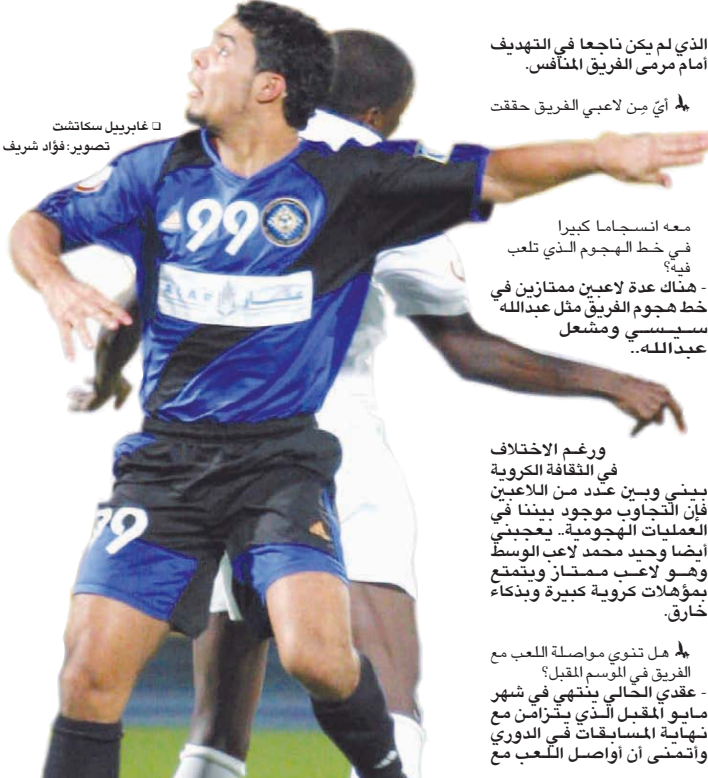 الذي لم يكن ناجعا في التهديف
أمام مرمى الفريق المنافس.
أيّ مِن لاعبي الفريق حققت
معه انسجاما كبيرا
في خط الهجوم الذي تلعب
فيه؟
- هناك عدة لاعبين ممتازين في
خط هجوم الفريق مثل عبدالله
سيسي ومشعل
عبدالله..
ورغم الاختلاف
في الثقافة الكروية
بيني وبين عدد من اللاعبين
فإن التجاوب موجود بيننا في
العمليات الهجومية.. يعجبني
أيضا وحيد محمد لاعب الوسط
وهو لاعب ممتاز ويتمتع
بمؤهلات كروية كبيرة وبذكاء
خارق.
هل تنوي مواصلة اللعب مع
الفريق في الموسم المقبل؟
- عقدي الحالي ينتهي في شهر
مايو المقبل الذي يتزامن مع
نهاية المسابقات في الدوري
وأتمنى أن أواصل اللعب مع
□ غابرييل سكاتشت
تصوير: فؤاد شريف
99
99